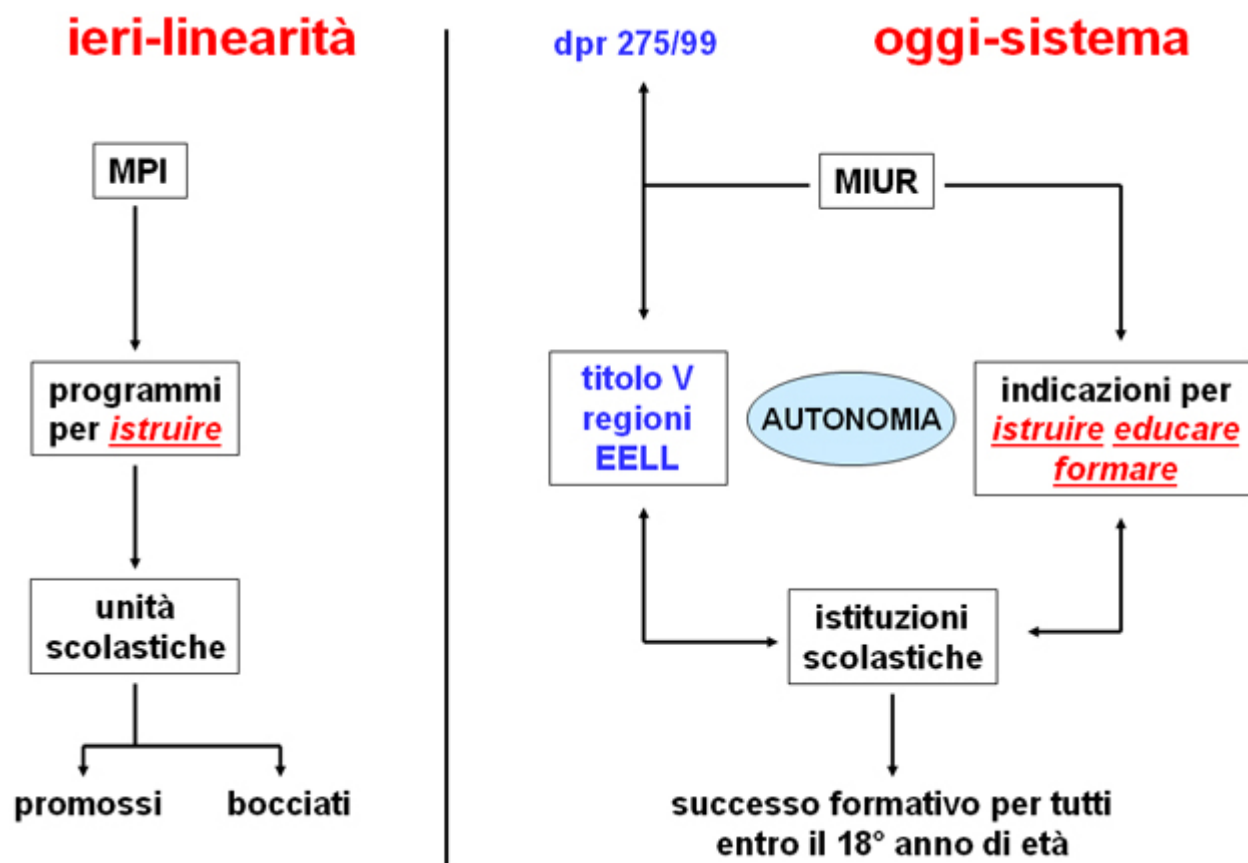 ieri-linearità
MPI
programmi
per istruire
unità
scolastiche
promossi
bocciati
dpr 275/99
oggi-sistema
MIUR
titolo V
regioni
EELL
AUTONOMIA
indicazioni per
istruire educare
formare
istituzioni
scolastiche
successo formativo per tutti
entro il 18° anno di età